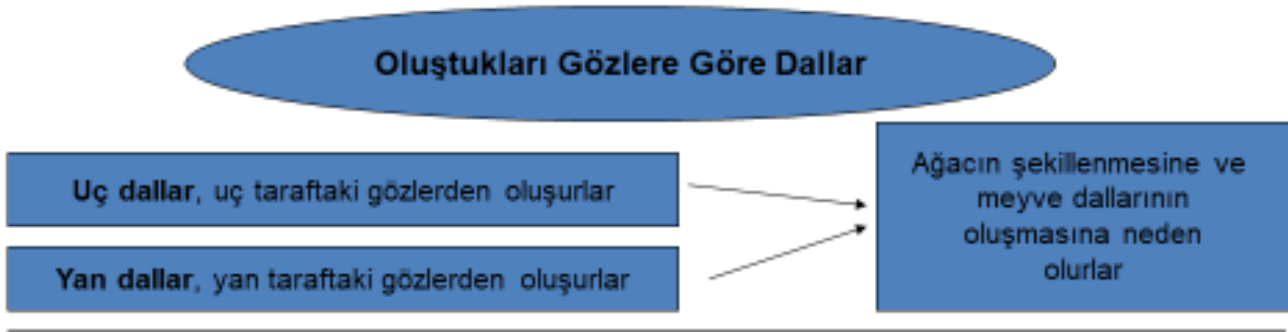 Oluştukları Gözlere Göre Dallar
Uç dallar, uç taraftaki gözlerden oluşurlar
Yan dallar, yan taraftaki gözlerden oluşurlar
Ağacın şekillenmesine ve
meyve dallarının
oluşmasına neden
olurlar